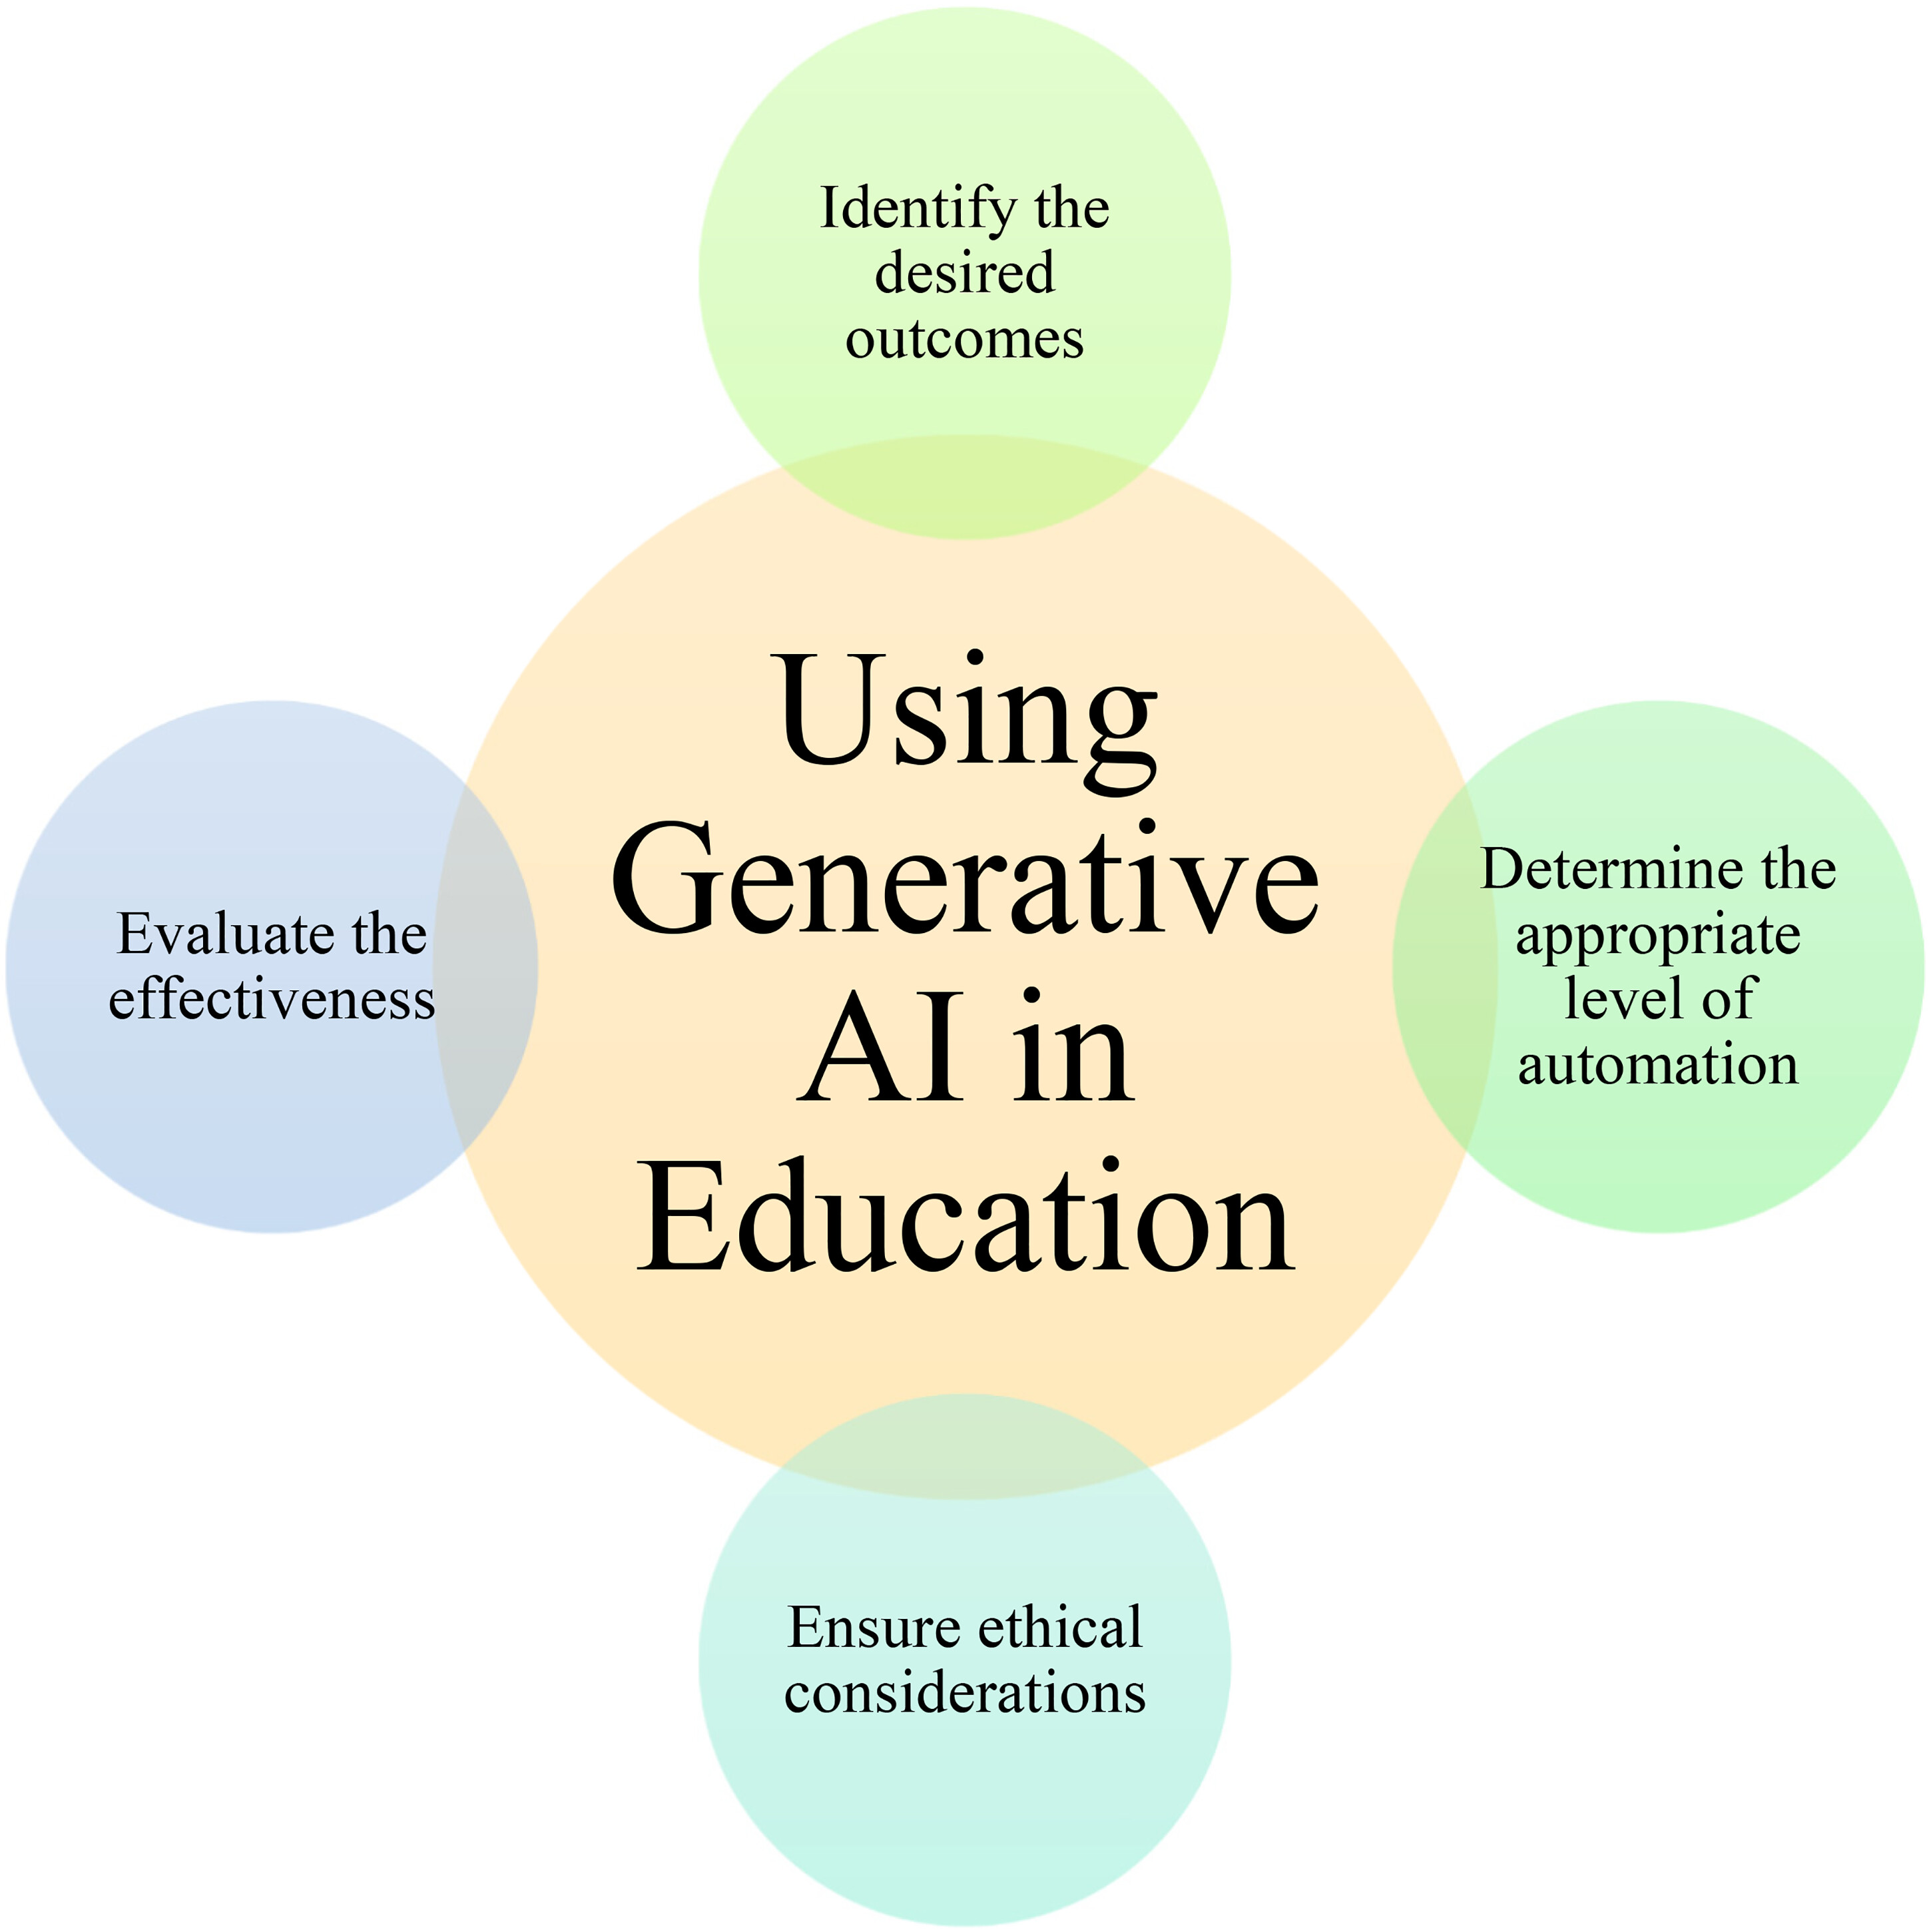 Identify the
desired
outcomes
Using
Generative
AI in
Education
Evaluate the
effectiveness
Determine the
appropriate
level of
automation
Ensure ethical
considerations